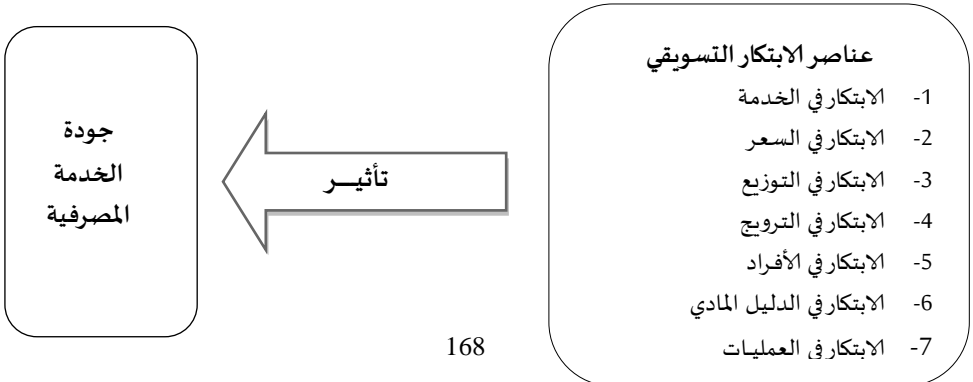 عناصر الابتكار التسويقي
1- الابتكار في الخدمة
2- الابتكار في السعر
3- الابتكار في التوزيع
4- الابتكار في الترويج
5- الابتكار في الأفراد
6- الابتكار في الدليل المادي
7- الابتكار في العمليات
تأثيــر
جودة
الخدمة
المصرفية
168